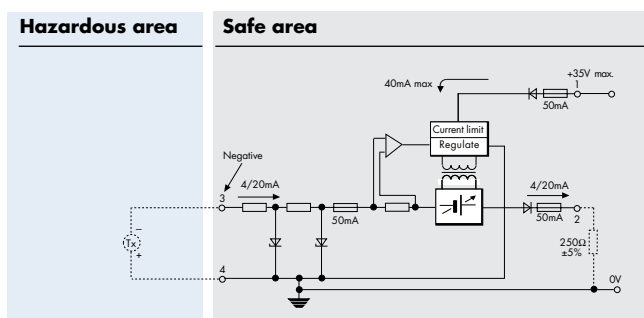 Hazardous area
Safe area
+35V max.
40mA max
1
50mA
Current limit
Regulate
Negative
4/20mA
4/20mA
3
50mA
50mA
2
–
Tx
+
250Ω
±5%
4
0V